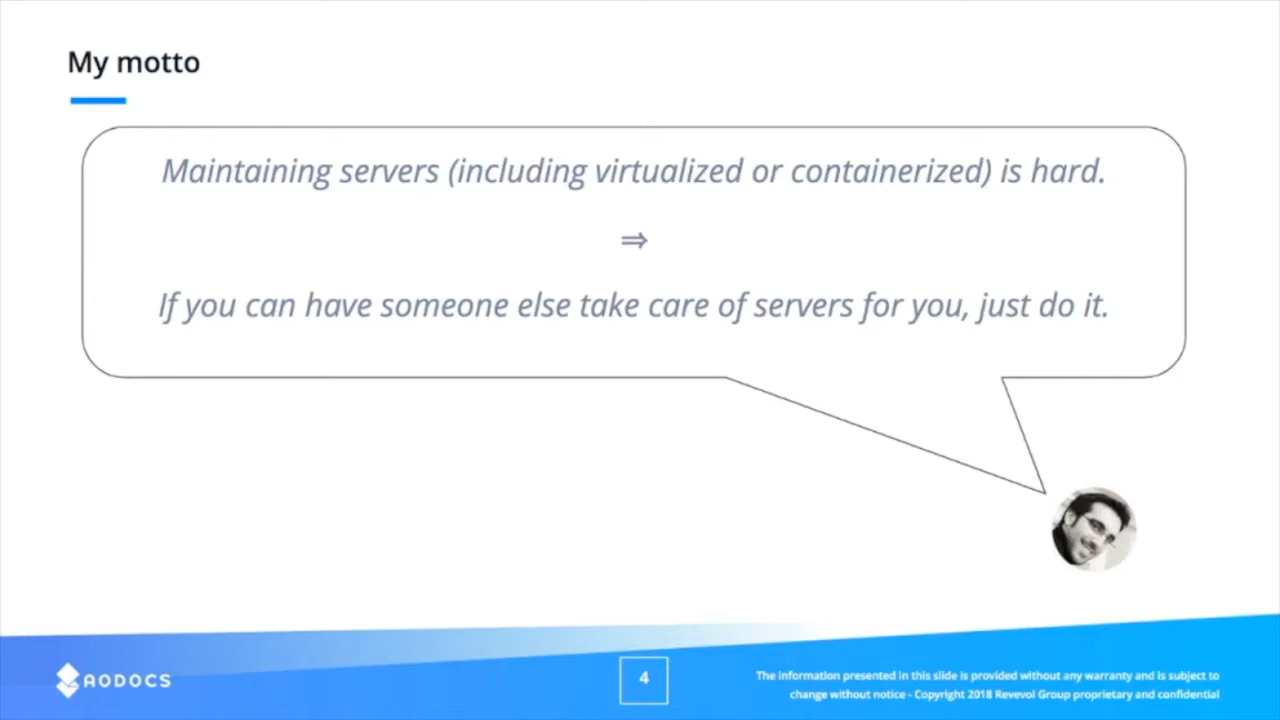 My motto
Maintaining servers (including virtualized or containerized) is hard.
⇒
If you can have someone else take care of servers for you, just do it.
AODOCS
4
The information presented in this slide is provided without any warranty and is subject to
change without notice - Copyright 2018 Revevol Group proprietary and confidential